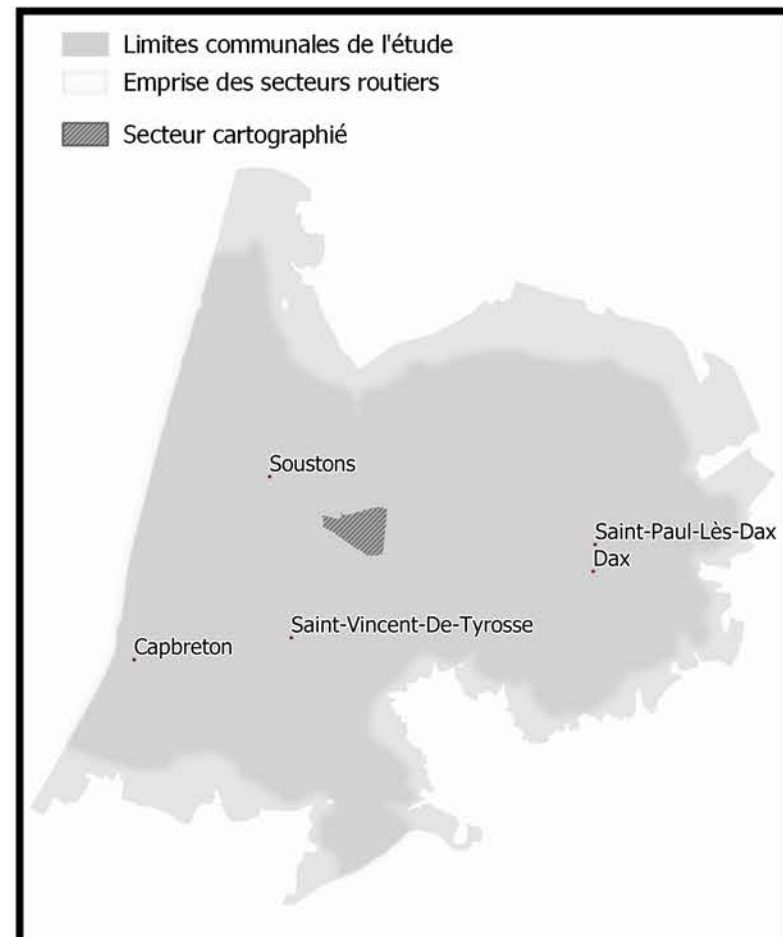 Limites communales de l'étude
Emprise des secteurs routiers
Secteur cartographié
Soustons
Saint-Paul-Lès-Dax
Dax
Saint-Vincent-De-Tyrosse
Capbreton